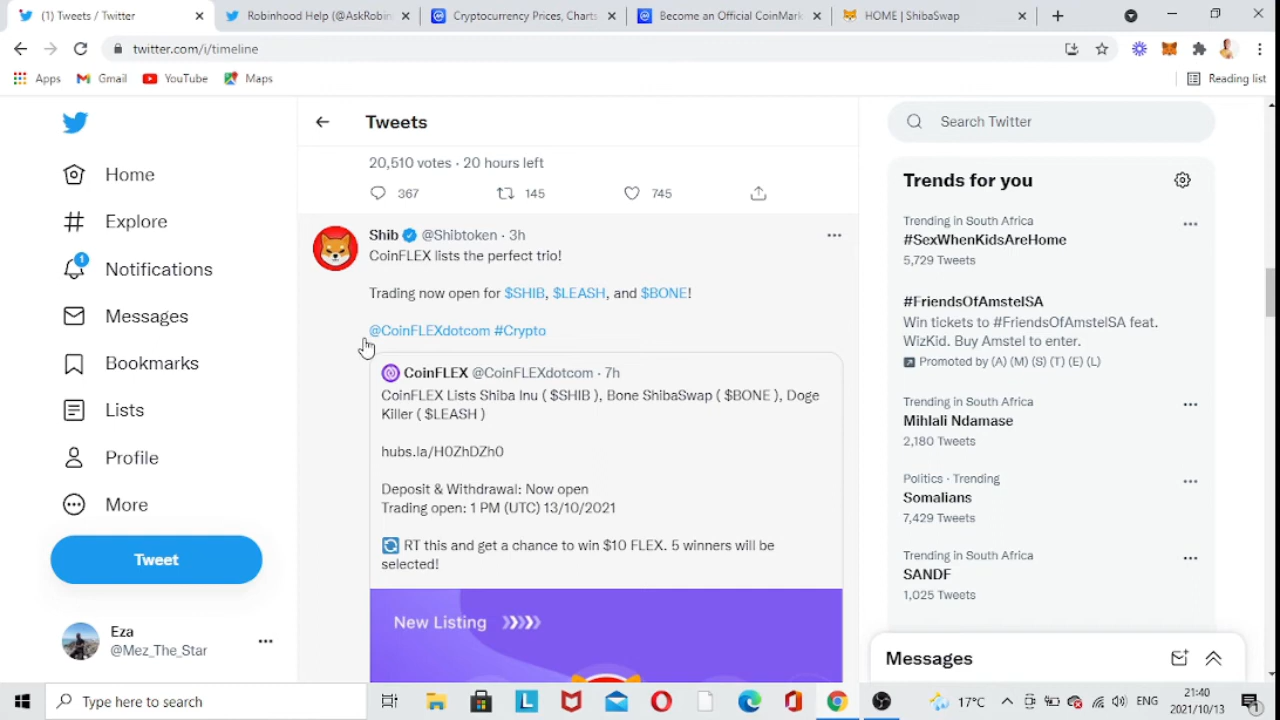 (1) Tweets / Twitter
Robinhood Help (@AskRobin
Cryptocurrency Prices, Charts
Become an Official CoinMark
HOME | ShibaSwap
twitter.com/i/timeline
Apps
Gmail
YouTube
Maps
Reading list
Tweets
Search Twitter
Home
Explore
1
Notifications
Messages
Bookmarks
Lists
Profile
More
Tweet
Eza
@Mez_The_Star
20,510 votes · 20 hours left
367
145
745
Shib @Shibtoken · 3h
CoinFLEX lists the perfect trio!
Trading now open for $SHIB, $LEASH, and $BONE!
@CoinFLEXdotcom #Crypto
CoinFLEX @CoinFLEXdotcom · 7h
CoinFLEX Lists Shiba Inu ( $SHIB ), Bone ShibaSwap ( $BONE ), Doge
Killer ( $LEASH )
hubs.la/H0ZhDZh0
Deposit & Withdrawal: Now open
Trading open: 1 PM (UTC) 13/10/2021
RT this and get a chance to win $10 FLEX. 5 winners will be
selected!
New Listing
Trends for you
Trending in South Africa
#SexWhenKidsAreHome
5,729 Tweets
#FriendsOfAmstelSA
Win tickets to #FriendsOfAmstelSA feat.
WizKid. Buy Amstel to enter.
Promoted by (A) (M) (S) (T) (E) (L)
Trending in South Africa
Mihlali Ndamase
2,180 Tweets
Politics · Trending
Somalians
7,429 Tweets
Trending in South Africa
SANDF
1,025 Tweets
Messages
Type here to search
17°C
ENG
21:40
2021/10/13
1